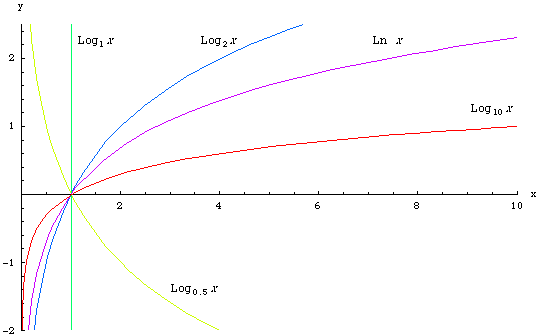 y
Log₁ x
Log₂ x
Ln x
2
Log₁₀ x
1
x
2
4
6
8
10
-1
Log₀.₅ x
-2